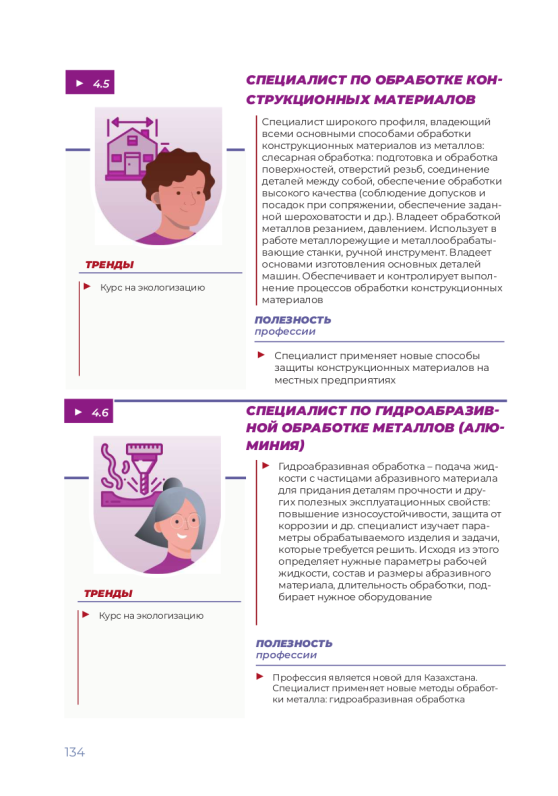 4.5
СПЕЦИАЛИСТ ПО ОБРАБОТКЕ КОН-
СТРУКЦИОННЫХ МАТЕРИАЛОВ
Специалист широкого профиля, владеющий
всеми основными способами обработки
конструкционных материалов из металлов:
слесарная обработка: подготовка и обработка
поверхностей, отверстий резьб, соединение
деталей между собой, обеспечение обработки
высокого качества (соблюдение допусков и
посадок при сопряжении, обеспечение задан-
ной шероховатости и др.). Владеет обработкой
металлов резанием, давлением. Использует в
работе металлорежущие и металлообрабаты-
вающие станки, ручной инструмент. Владеет
основами изготовления основных деталей
машин. Обеспечивает и контролирует выпол-
нение процессов обработки конструкционных
материалов
ТРЕНДЫ
Курс на экологизацию
ПОЛЕЗНОСТЬ
профессии
Специалист применяет новые способы
защиты конструкционных материалов на
местных предприятиях
4.6
СПЕЦИАЛИСТ ПО ГИДРОАБРАЗИВ-
НОЙ ОБРАБОТКЕ МЕТАЛЛОВ (АЛЮ-
МИНИЯ)
Гидроабразивная обработка – подача жид-
кости с частицами абразивного материала
для придания деталям прочности и дру-
гих полезных эксплуатационных свойств:
повышение износоустойчивости, защита от
коррозии и др. специалист изучает пара-
метры обрабатываемого изделия и задачи,
которые требуется решить. Исходя из этого
определяет нужные параметры рабочей
жидкости, состав и размеры абразивного
материала, длительность обработки, под-
бирает нужное оборудование
ТРЕНДЫ
Курс на экологизацию
ПОЛЕЗНОСТЬ
профессии
Профессия является новой для Казахстана.
Специалист применяет новые методы обработ-
ки металла: гидроабразивная обработка
134